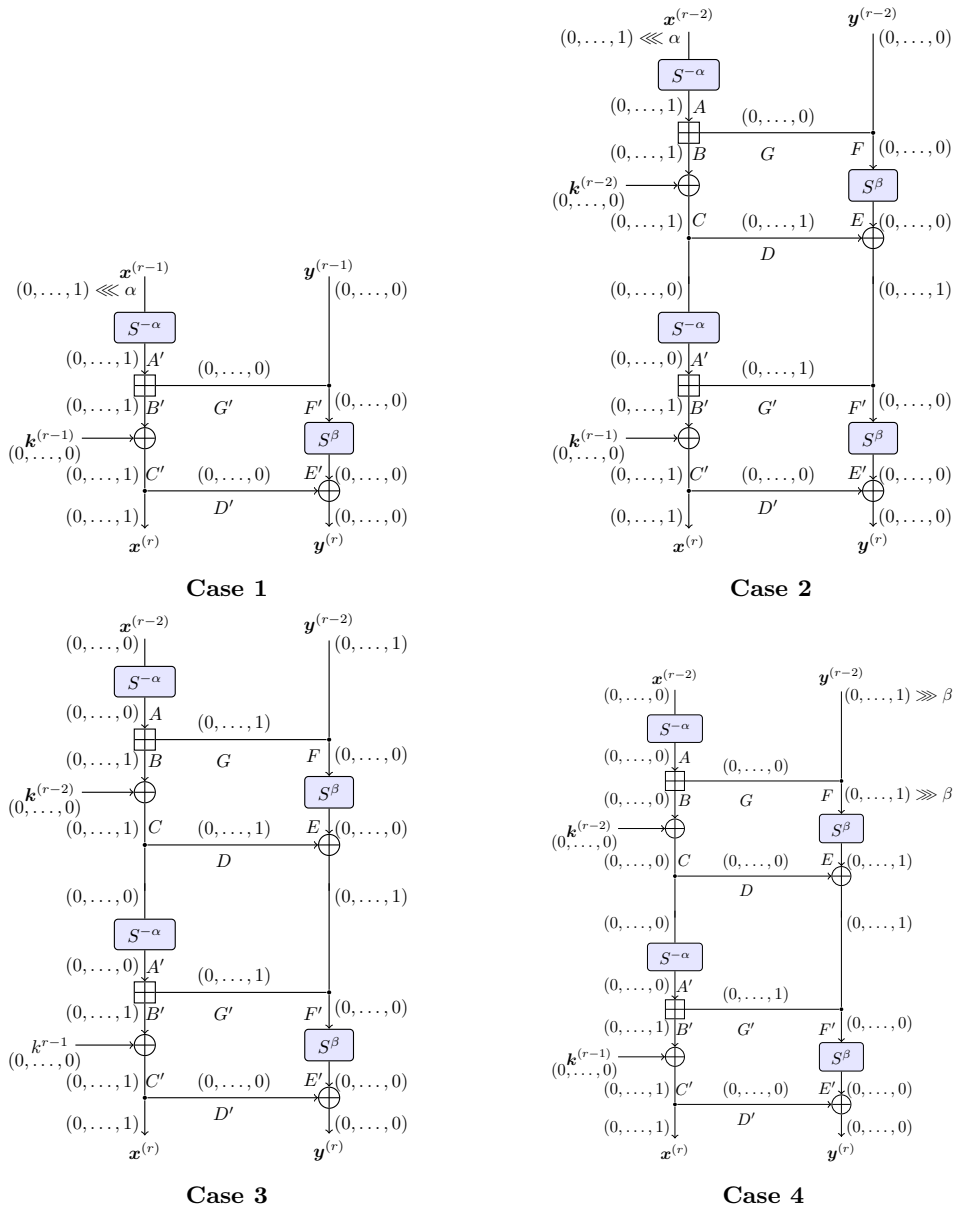 x^{(r-2)} y^{(r-2)}
(0, . . . , 1) ⋘ α (0, . . . , 0)
S^{−α}
(0, . . . , 1) A (0, . . . , 0)
(0, . . . , 1) B G F (0, . . . , 0)
k^{(r-2)} S^β
(0, . . . , 0)
(0, . . . , 1) C (0, . . . , 1) E (0, . . . , 0)
D
(0, . . . , 0) (0, . . . , 1)
S^{−α}
(0, . . . , 0) A′ (0, . . . , 1)
(0, . . . , 1) B′ G′ F′ (0, . . . , 0)
k^{(r-1)} S^β
(0, . . . , 0)
(0, . . . , 1) C′ (0, . . . , 0) E′ (0, . . . , 0)
D′
(0, . . . , 1) (0, . . . , 0)
x^{(r)} y^{(r)}
Case 2
x^{(r-1)} y^{(r-1)}
(0, . . . , 1) ⋘ α (0, . . . , 0)
S^{−α}
(0, . . . , 1) A′ (0, . . . , 0)
(0, . . . , 1) B′ G′ F′ (0, . . . , 0)
k^{(r-1)} S^β
(0, . . . , 0)
(0, . . . , 1) C′ (0, . . . , 0) E′ (0, . . . , 0)
D′
(0, . . . , 1) (0, . . . , 0)
x^{(r)} y^{(r)}
Case 1
x^{(r-2)} y^{(r-2)}
(0, . . . , 0) (0, . . . , 1)
S^{−α}
(0, . . . , 0) A (0, . . . , 1)
(0, . . . , 1) B G F (0, . . . , 0)
k^{(r-2)} S^β
(0, . . . , 0)
(0, . . . , 1) C (0, . . . , 1) E (0, . . . , 0)
D
(0, . . . , 0) (0, . . . , 1)
S^{−α}
(0, . . . , 0) A′ (0, . . . , 1)
(0, . . . , 1) B′ G′ F′ (0, . . . , 0)
k^{r−1} S^β
(0, . . . , 0)
(0, . . . , 1) C′ (0, . . . , 0) E′ (0, . . . , 0)
D′
(0, . . . , 1) (0, . . . , 0)
x^{(r)} y^{(r)}
Case 3
x^{(r-2)} y^{(r-2)}
(0, . . . , 0) (0, . . . , 1) ⋙ β
S^{−α}
(0, . . . , 0) A (0, . . . , 0)
(0, . . . , 0) B G F (0, . . . , 1) ⋙ β
k^{(r-2)} S^β
(0, . . . , 0)
(0, . . . , 0) C (0, . . . , 0) E (0, . . . , 1)
D
(0, . . . , 0) (0, . . . , 1)
S^{−α}
(0, . . . , 0) A′ (0, . . . , 1)
(0, . . . , 1) B′ G′ F′ (0, . . . , 0)
k^{(r-1)} S^β
(0, . . . , 0)
(0, . . . , 1) C′ (0, . . . , 0) E′ (0, . . . , 0)
D′
(0, . . . , 1) (0, . . . , 0)
x^{(r)} y^{(r)}
Case 4